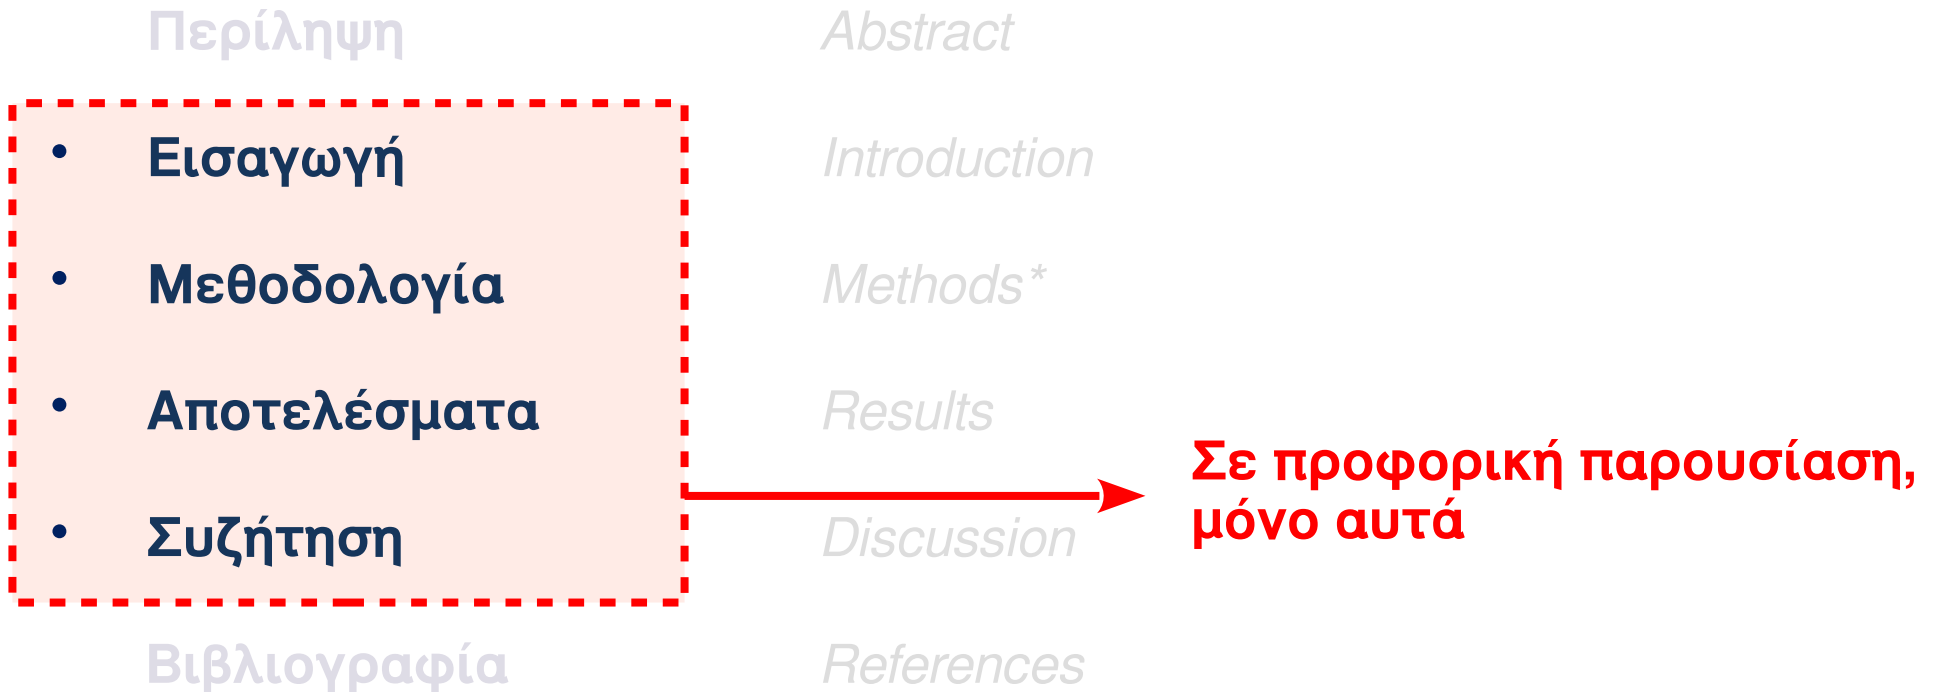 Περίληψη Abstract
• Εισαγωγή Introduction
• Μεθοδολογία Methods*
• Αποτελέσματα Results
Σε προφορική παρουσίαση,
μόνο αυτά
• Συζήτηση Discussion
Βιβλιογραφία References